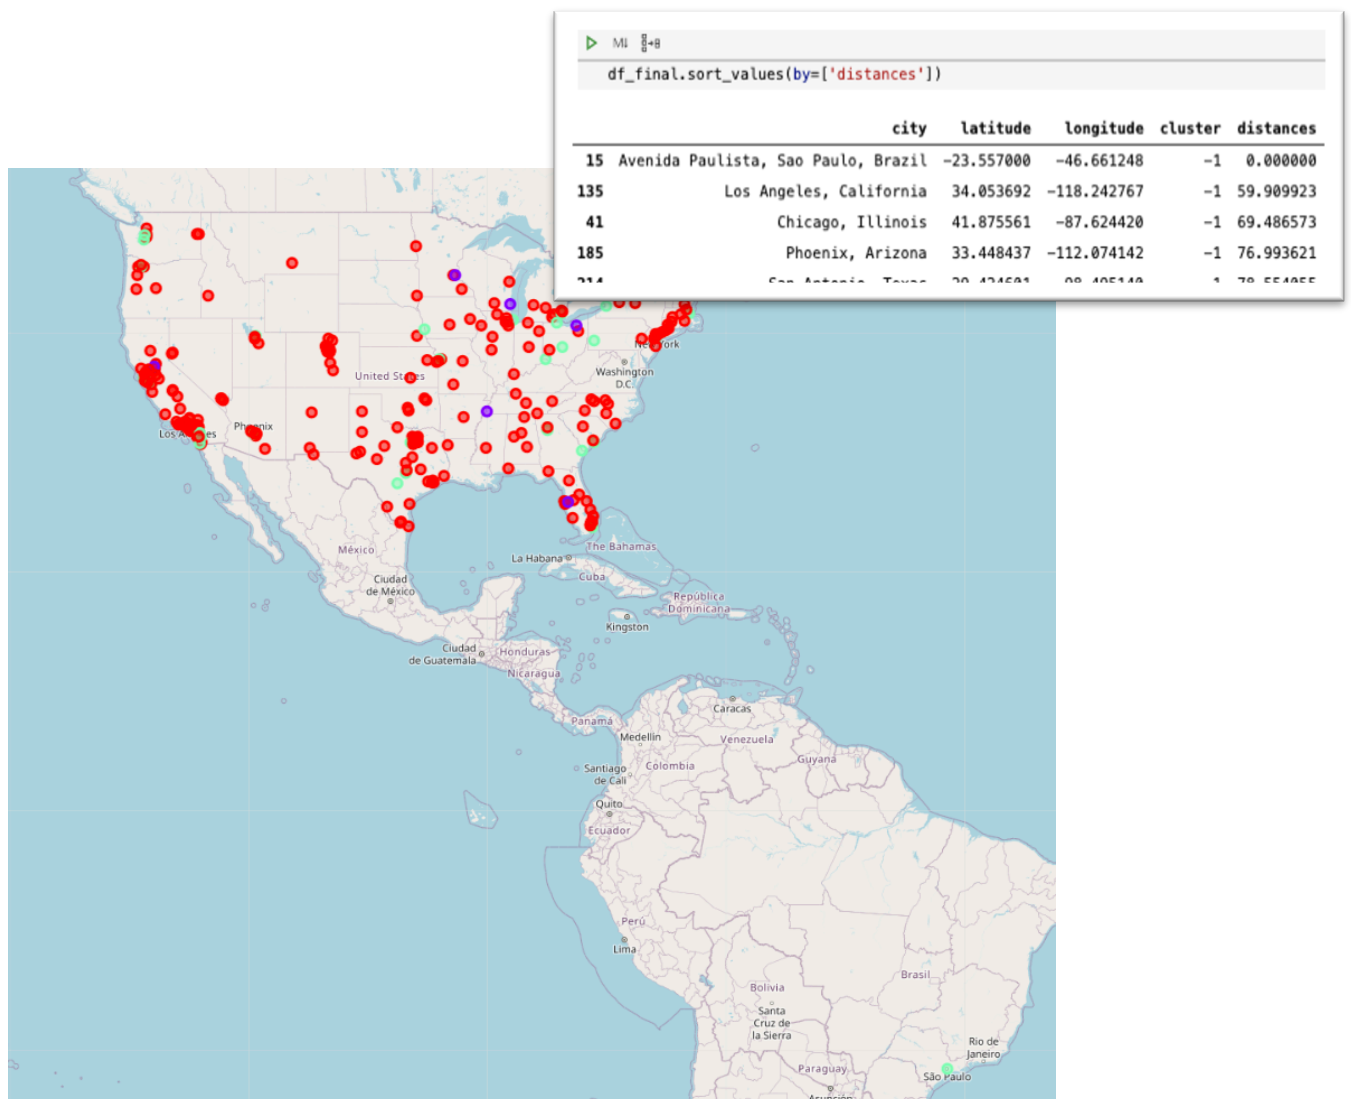 M↓
df_final.sort_values(by=['distances'])
city latitude longitude cluster distances
15 Avenida Paulista, Sao Paulo, Brazil -23.557000 -46.661248 -1 0.000000
135 Los Angeles, California 34.053692 -118.242767 -1 59.909923
41 Chicago, Illinois 41.875561 -87.624420 -1 69.486573
185 Phoenix, Arizona 33.448437 -112.074142 -1 76.993621
San Antonio, Texas
New York
Washington
D.C.
United States
Phoenix
Los Angeles
México
The Bahamas
La Habana
Cuba
Ciudad
de México
República
Dominicana
Kingston
Ciudad
de Guatemala
Honduras
Nicaragua
Caracas
Panamá
Medellín
Venezuela
Guyana
Santiago
de Cali
Colombia
Quito
Ecuador
Perú
Lima
Brasil
Bolivia
Santa
Cruz de
la Sierra
Rio de
Janeiro
Paraguay
São Paulo